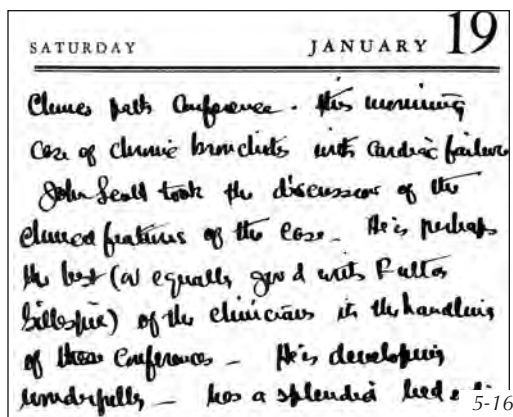 SATURDAY JANUARY 19
Clinical path Conference. This morning
Case of chronic bronchitis with cardiac failure
John Scott took the discussion of the
clinical features of the case – He is perhaps
the best (or equally good with Fulton
Gillespie) of the clinicians in the handling
of these Conferences – He is developing
wonderfully – has a splendid
5-16